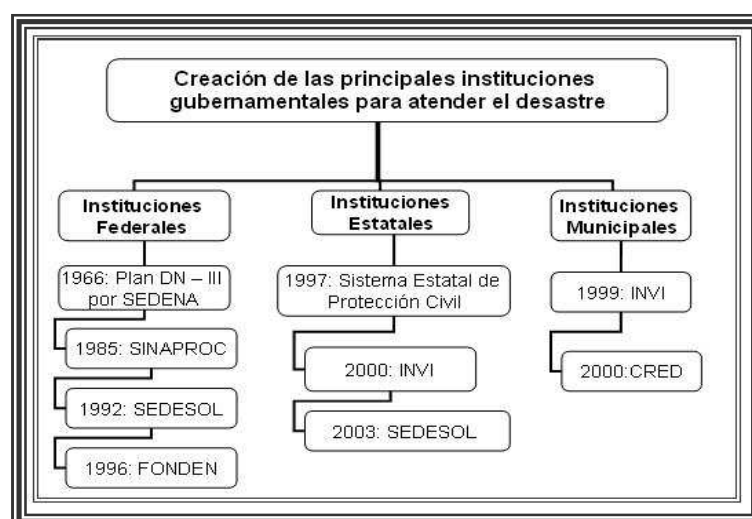 Creación de las principales instituciones
gubernamentales para atender el desastre
Instituciones
Federales
1966: Plan DN – III
por SEDENA
1985: SINAPROC
1992: SEDESOL
1996: FONDEN
Instituciones
Estatales
1997: Sistema Estatal de
Protección Civil
2000: INVI
2003: SEDESOL
Instituciones
Municipales
1999: INVI
2000:CRED